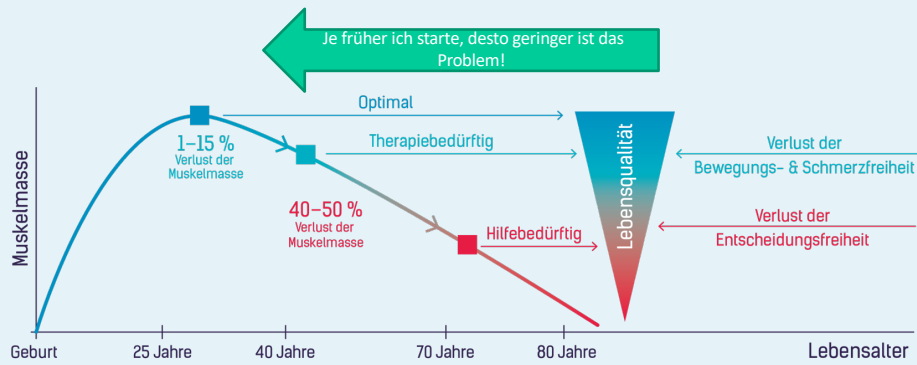 Je früher ich starte, desto geringer ist das
Problem!
Optimal
1–15 %
Verlust der
Muskelmasse
Therapiebedürftig
40–50 %
Verlust der
Muskelmasse
Hilfebedürftig
Lebensqualität
Verlust der
Bewegungs- & Schmerzfreiheit
Verlust der
Entscheidungsfreiheit
Muskelmasse
Geburt
25 Jahre
40 Jahre
70 Jahre
80 Jahre
Lebensalter